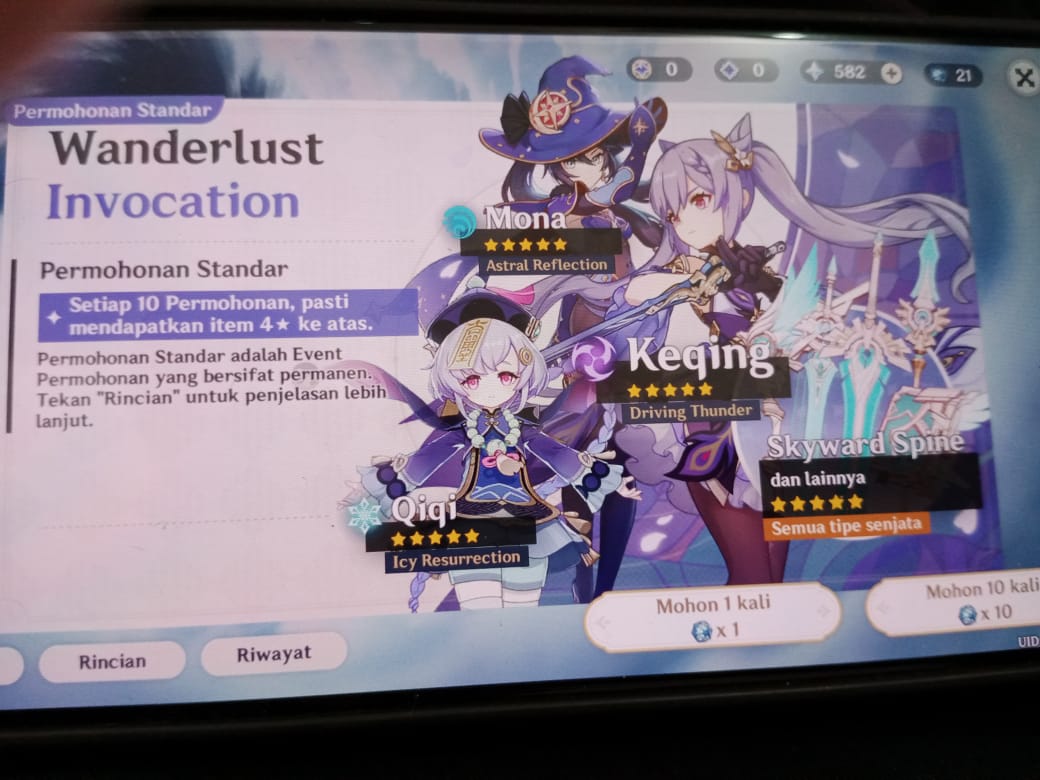 0
0
582
21
Permohonan Standar
Wanderlust
Invocation
Permohonan Standar
Setiap 10 Permohonan, pasti
mendapatkan item 4★ ke atas.
Permohonan Standar adalah Event
Permohonan yang bersifat permanen.
Tekan "Rincian" untuk penjelasan lebih
lanjut.
Mona
Astral Reflection
Keqing
Driving Thunder
Skyward Spine
dan lainnya
Semua tipe senjata
Qiqi
Icy Resurrection
Mohon 1 kali
x 1
Mohon 10 kali
x 10
Rincian
Riwayat
UID